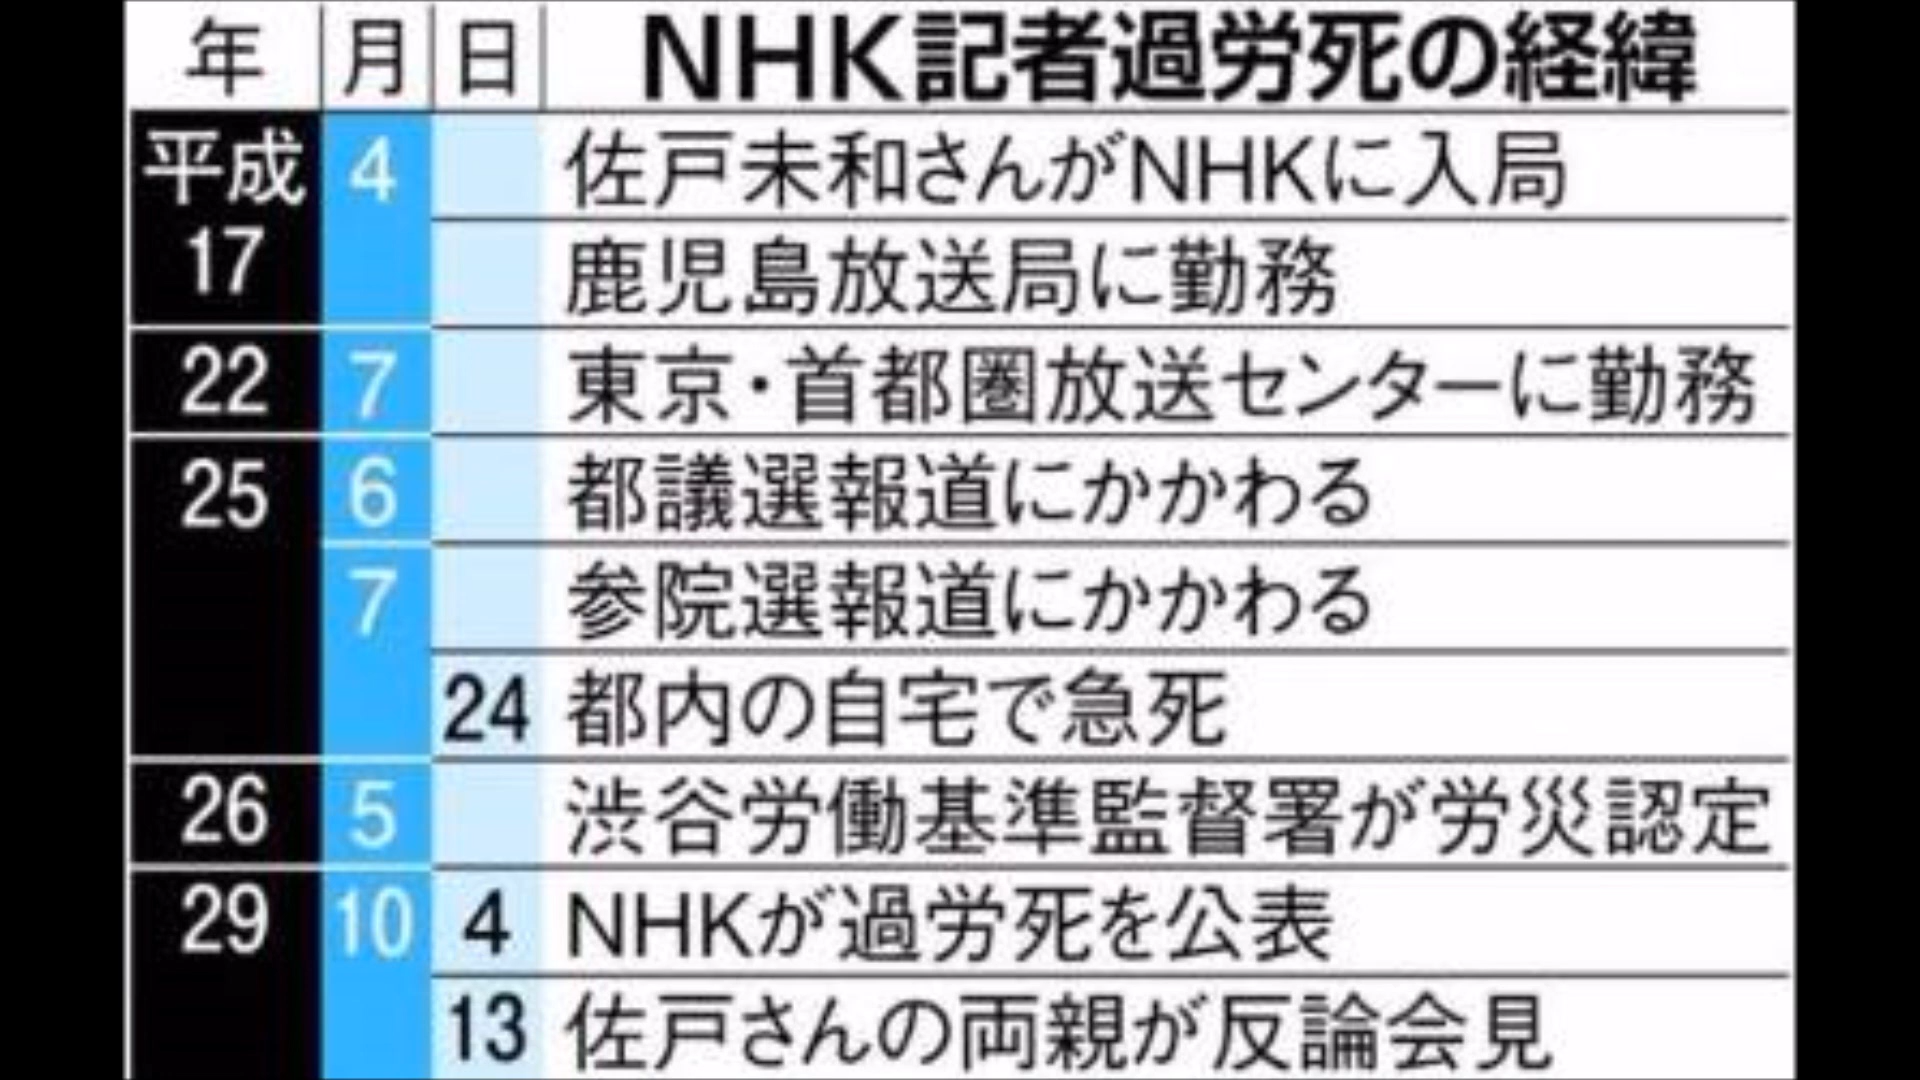 年 月 日 NHK記者過労死の経緯
平成17 4 佐戸未和さんがNHKに入局
鹿児島放送局に勤務
22 7 東京・首都圏放送センターに勤務
25 6 都議選報道にかかわる
7 参院選報道にかかわる
24 都内の自宅で急死
26 5 渋谷労働基準監督署が労災認定
29 10 4 NHKが過労死を公表
13 佐戸さんの両親が反論会見